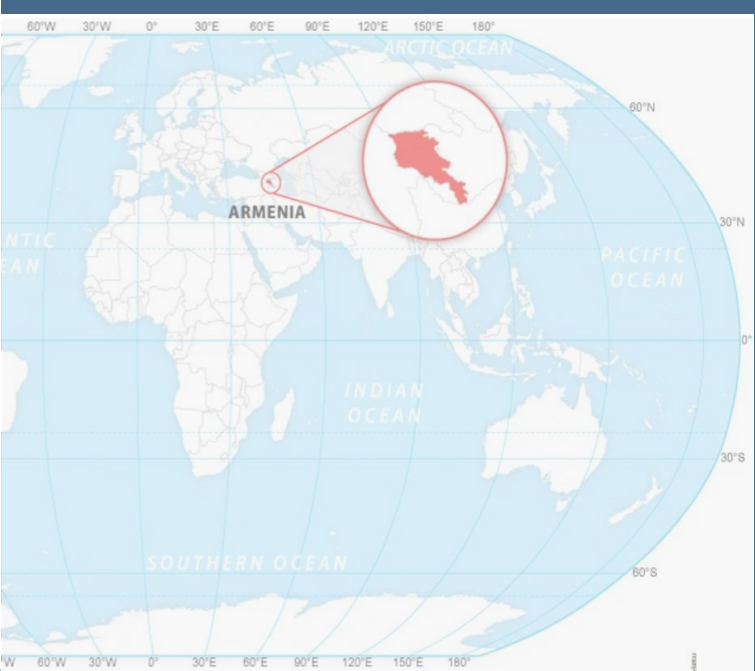 60°W 30°W 0° 30°E 60°E 90°E 120°E 150°E 180°
ARCTIC OCEAN
60°N
ARMENIA
30°N
NTIC
EAN
PACIFIC
OCEAN
0°
INDIAN
OCEAN
30°S
SOUTHERN OCEAN
60°S
°W 60°W 30°W 0° 30°E 60°E 90°E 120°E 150°E 180°